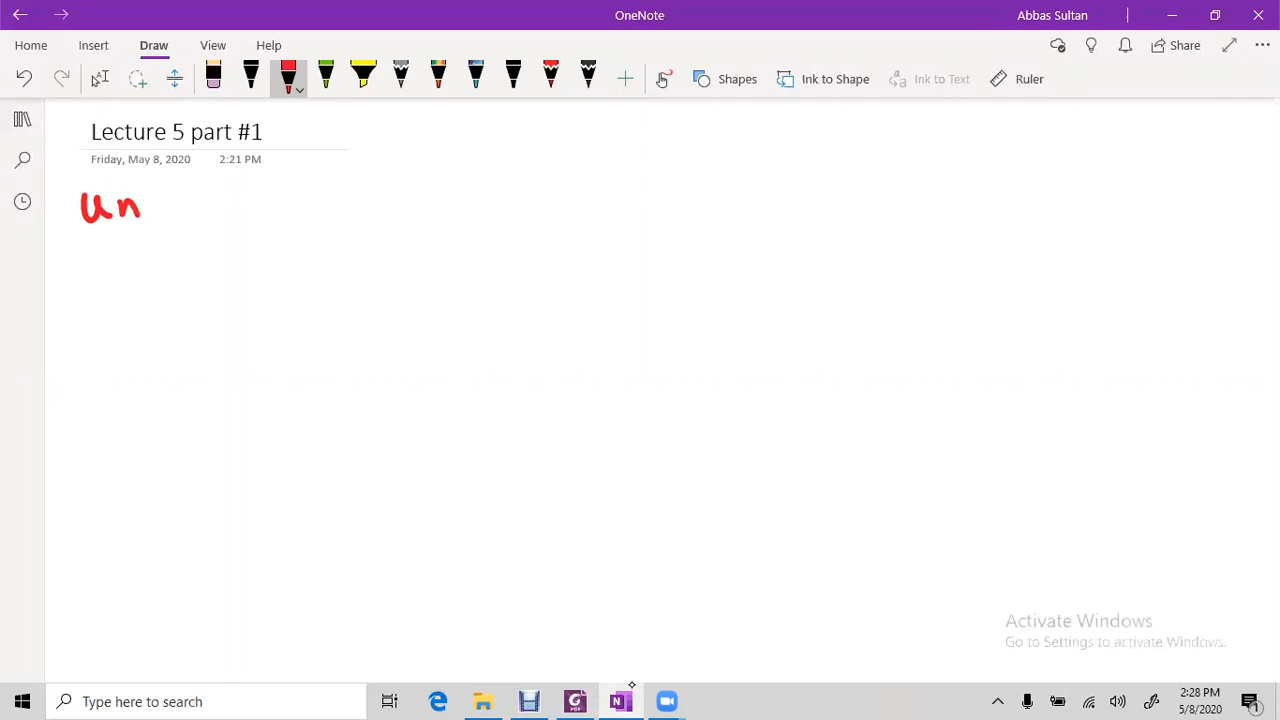 OneNote
Abbas Sultan
Home Insert Draw View Help
Share
Shapes Ink to Shape Ink to Text Ruler
Lecture 5 part #1
Friday, May 8, 2020 2:21 PM
Un
Activate Windows
Go to Settings to activate Windows.
Type here to search
2:28 PM
5/8/2020